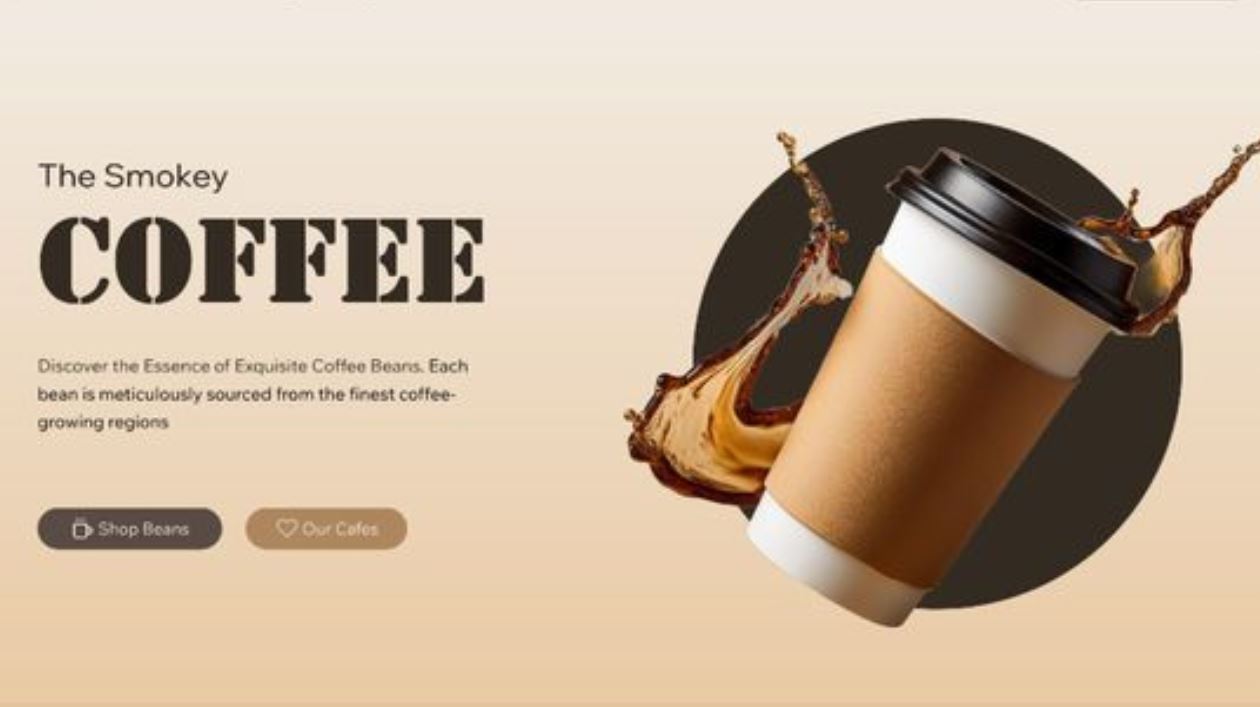 The Smokey
COFFEE
Discover the Essence of Exquisite Coffee Beans. Each
bean is meticulously sourced from the finest coffee-
growing regions
Shop Beans
Our Cafes